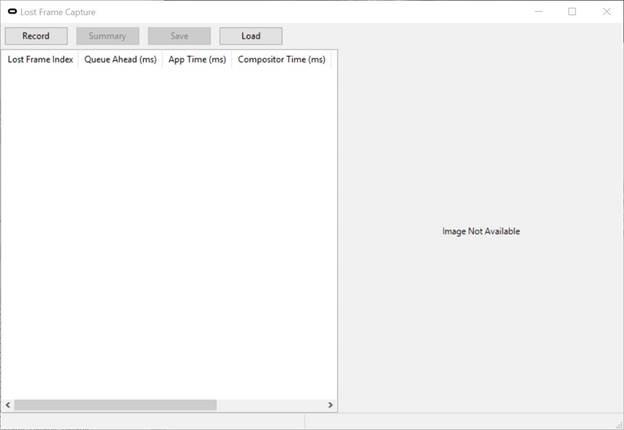 Lost Frame Capture
Record Summary Save Load
Lost Frame Index Queue Ahead (ms) App Time (ms) Compositor Time (ms)
Image Not Available